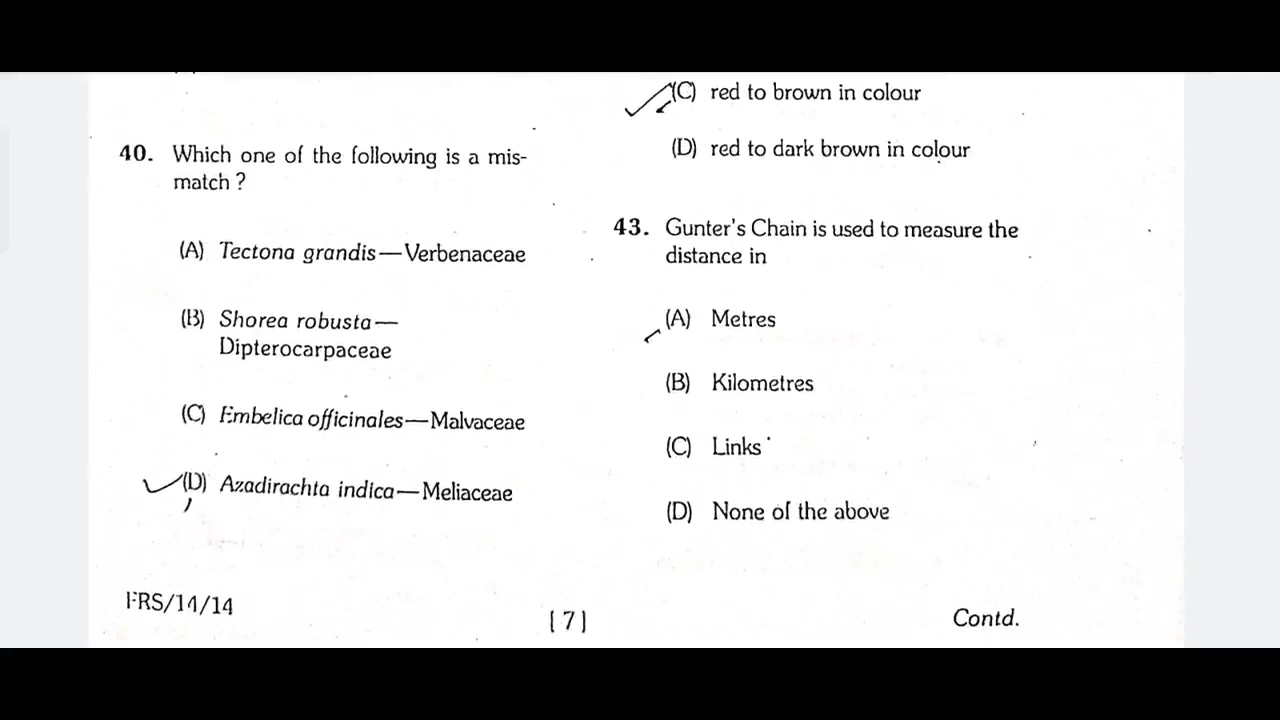 40. Which one of the following is a mis-
match ?
(A) Tectona grandis—Verbenaceae
(B) Shorea robusta—
Dipterocarpaceae
(C) Embelica officinales—Malvaceae
(D) Azadirachta indica—Meliaceae
(C) red to brown in colour
(D) red to dark brown in colour
43. Gunter's Chain is used to measure the
distance in
(A) Metres
(B) Kilometres
(C) Links
(D) None of the above
FRS/14/14
[ 7 ]
Contd.